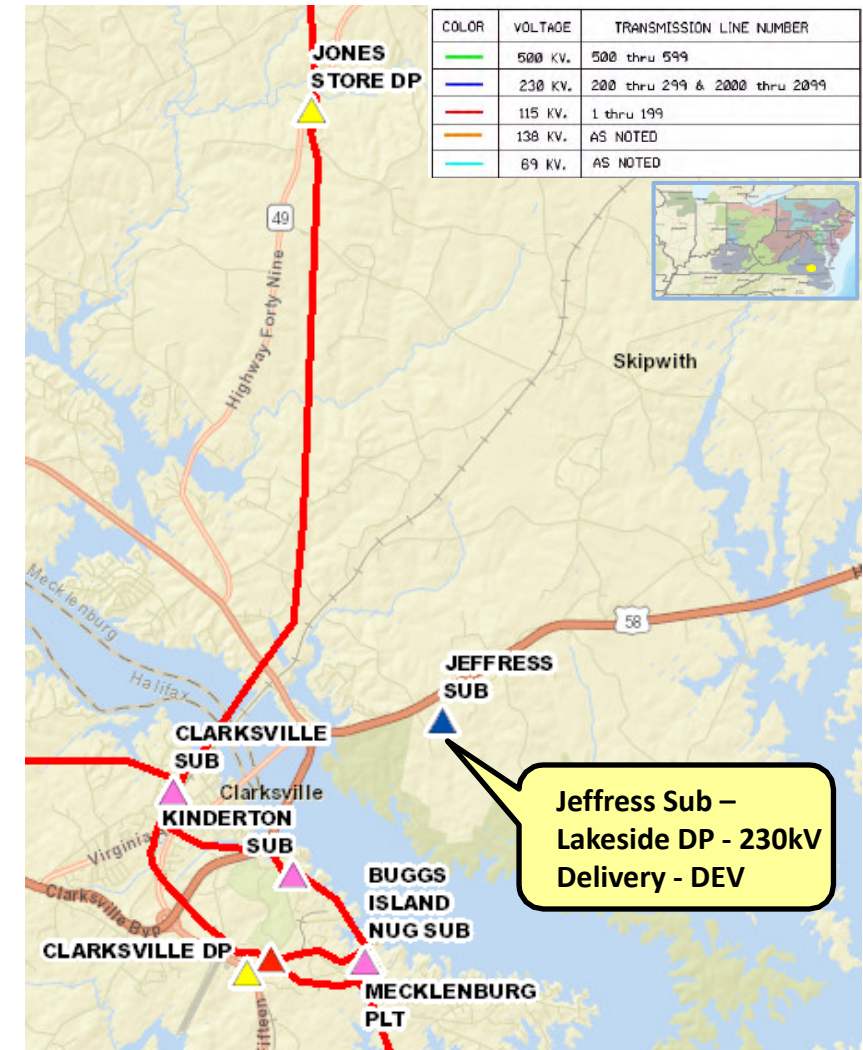 COLOR VOLTAGE TRANSMISSION LINE NUMBER
500 KV. 500 thru 599
230 KV. 200 thru 299 & 2000 thru 2099
115 KV. 1 thru 199
138 KV. AS NOTED
69 KV. AS NOTED
JONES
STORE DP
49
Highway Forty Nine
Skipwith
58
Mecklenburg
Halifax
JEFFRESS
SUB
CLARKSVILLE
SUB
Clarksville
KINDERTON
SUB
Virginia
Jeffress Sub –
Lakeside DP - 230kV
Delivery - DEV
BUGGS
ISLAND
NUG SUB
Clarksville Byp
CLARKSVILLE DP
MECKLENBURG
PLT